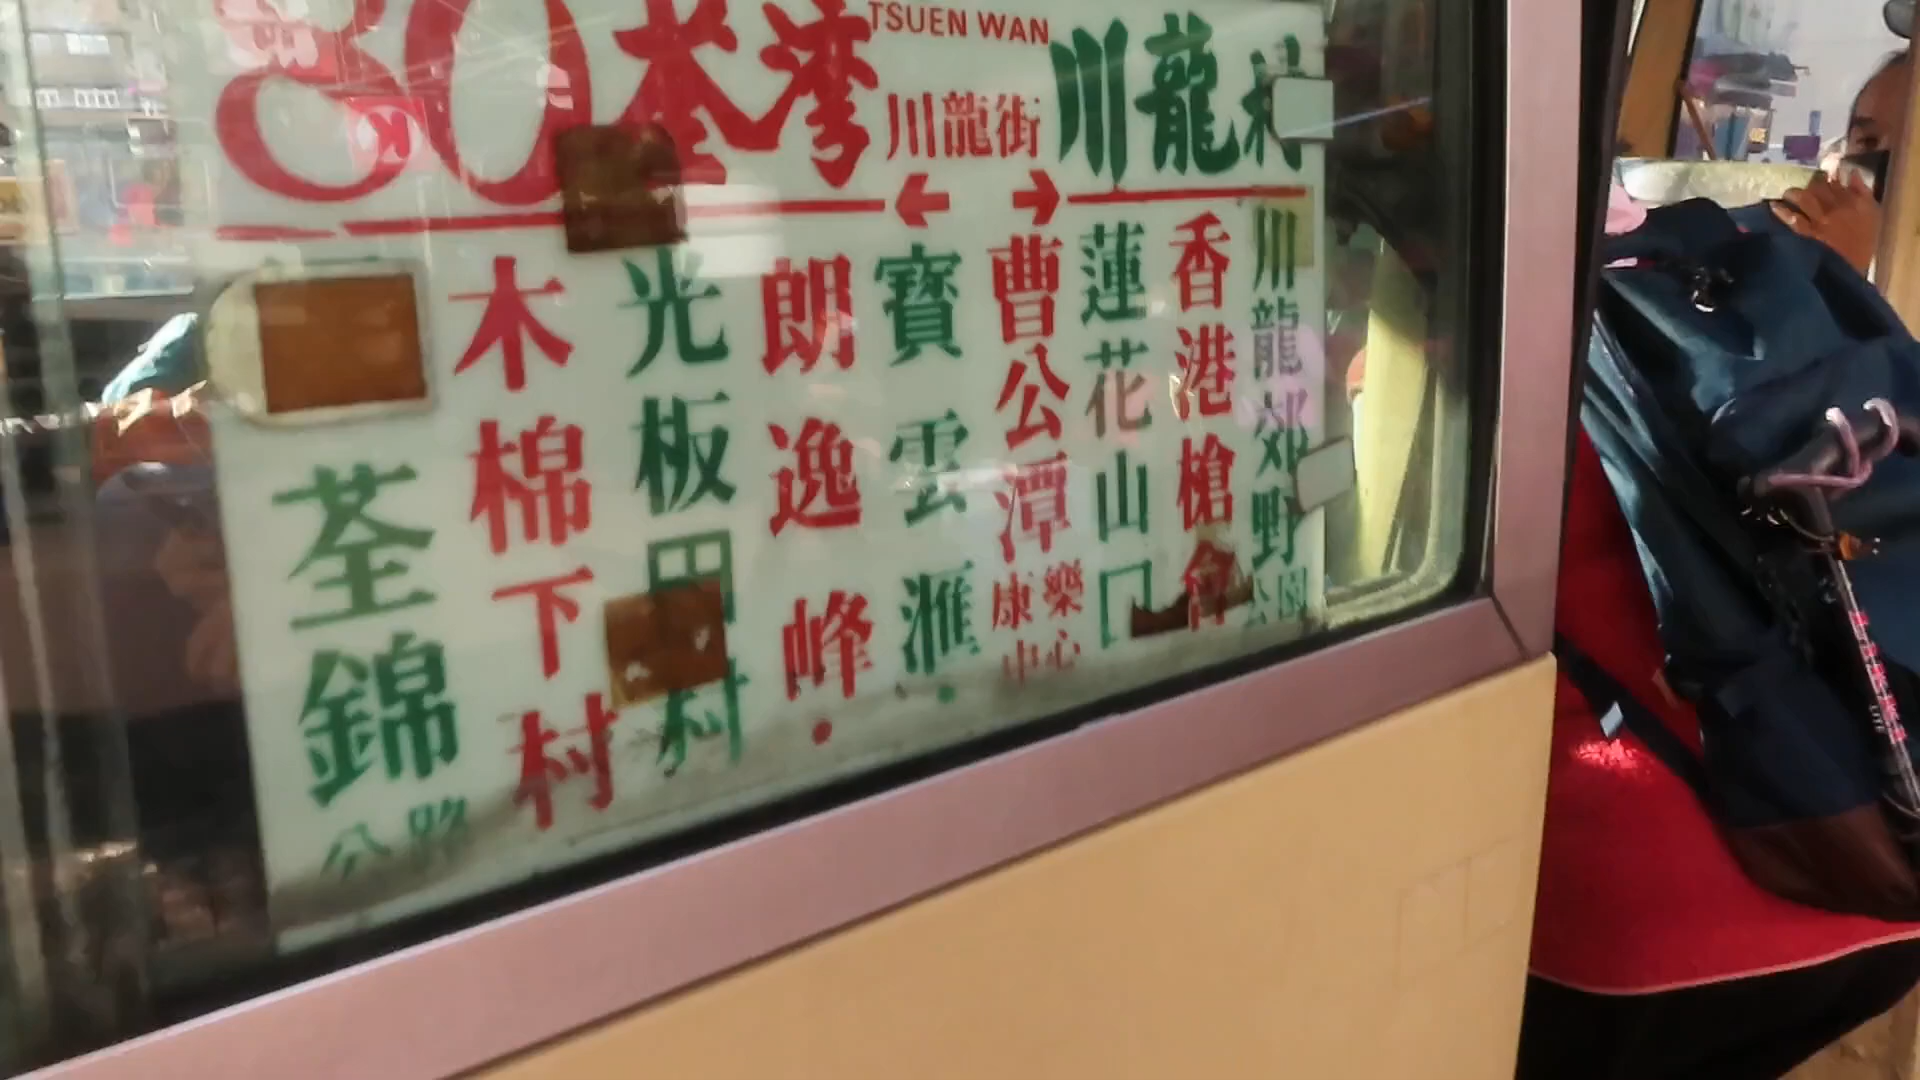 80 荃灣 TSUEN WAN 川龍街 川龍村
← →
荃錦公路
木棉下村
光板田村
朗逸峰
寶雲滙
曹公潭
康樂中心
蓮花山口
香港槍會
川龍郊野公園